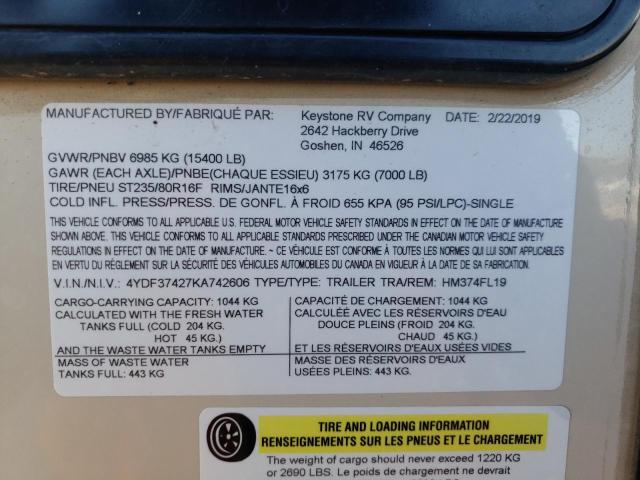 MANUFACTURED BY/FABRIQUÉ PAR: Keystone RV Company DATE: 2/22/2019
2642 Hackberry Drive
Goshen, IN 46526
GVWR/PNBV 6985 KG (15400 LB)
GAWR (EACH AXLE)/PNBE(CHAQUE ESSIEU) 3175 KG (7000 LB)
TIRE/PNEU ST235/80R16F RIMS/JANTE16x6
COLD INFL. PRESS/PRESS. DE GONFL. À FROID 655 KPA (95 PSI/LPC)-SINGLE
THIS VEHICLE CONFORMS TO ALL APPLICABLE U.S. FEDERAL MOTOR VEHICLE SAFETY STANDARDS IN EFFECT ON THE DATE OF MANUFACTURE
SHOWN ABOVE. /THIS VEHICLE CONFORMS TO ALL APPLICABLE STANDARDS PRESCRIBED UNDER THE CANADIAN MOTOR VEHICLE SAFETY
REGULATIONS IN EFFECT ON THE DATE OF MANUFACTURE. ~ CE VÉHICULE EST CONFORME À TOUTES LES NORMES QUI LUI SONT APPLICABLES
EN VERTU DU RÉGLEMENT SUR LA SÉCURITÉ DES VÉHICULES AUTOMOBILES DU CANADA EN VIGUEUR À LA DATE DE SA FABRICATION.
V.I.N./N.I.V.: 4YDF37427KA742606 TYPE/TYPE: TRAILER TRA/REM: HM374FL19
CARGO-CARRYING CAPACITY: 1044 KG
CALCULATED WITH THE FRESH WATER
TANKS FULL (COLD 204 KG.
HOT 45 KG.)
AND THE WASTE WATER TANKS EMPTY
MASS OF WASTE WATER
TANKS FULL: 443 KG
CAPACITÉ DE CHARGEMENT: 1044 KG
CALCULÉE AVEC LES RÉSERVOIRS D'EAU
DOUCE PLEINS (FROID 204 KG.
CHAUD 45 KG.)
ET LES RÉSERVOIRS D'EAUX USÉES VIDES
MASSE DES RÉSERVOIRS D'EAUX
USÉES PLEINS: 443 KG.
TIRE AND LOADING INFORMATION
RENSEIGNEMENTS SUR LES PNEUS ET LE CHARGEMENT
The weight of cargo should never exceed 1220 KG
or 2690 LBS. Le poids de chargement ne devrait